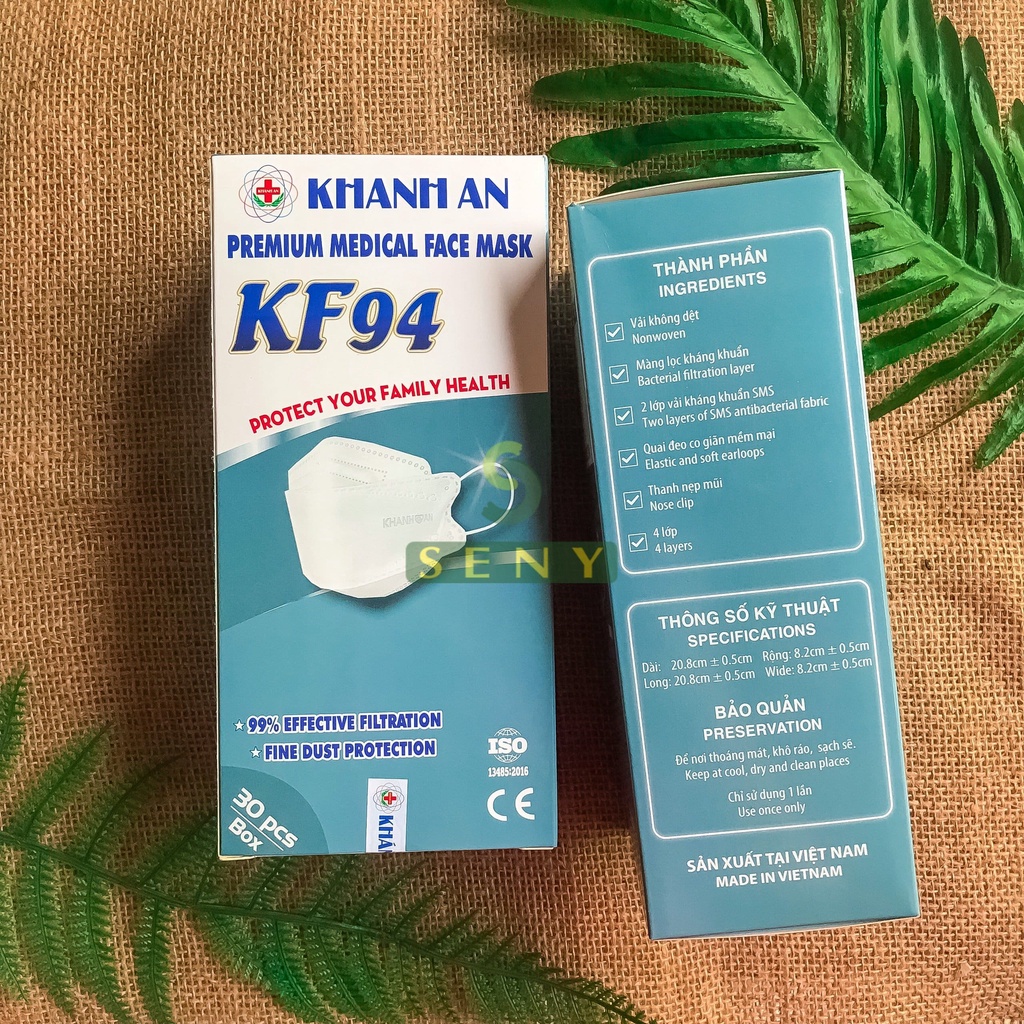 KHANH AN
KHANH AN
PREMIUM MEDICAL FACE MASK
KF94
PROTECT YOUR FAMILY HEALTH
KHANH AN
S
SENY
★ 99% EFFECTIVE FILTRATION
★ FINE DUST PROTECTION
ISO
13485:2016
CE
30 pcs
Box
KHÁ
THÀNH PHẦN
INGREDIENTS
Vải không dệt
Nonwoven
Màng lọc kháng khuẩn
Bacterial filtration layer
2 lớp vải kháng khuẩn SMS
Two layers of SMS antibacterial fabric
Quai đeo co giãn mềm mại
Elastic and soft earloops
Thanh nẹp mũi
Nose clip
4 lớp
4 layers
THÔNG SỐ KỸ THUẬT
SPECIFICATIONS
Dài: 20.8cm ± 0.5cm Rộng: 8.2cm ± 0.5cm
Long: 20.8cm ± 0.5cm Wide: 8.2cm ± 0.5cm
BẢO QUẢN
PRESERVATION
Để nơi thoáng mát, khô ráo, sạch sẽ.
Keep at cool, dry and clean places
Chỉ sử dụng 1 lần
Use once only
SẢN XUẤT TẠI VIỆT NAM
MADE IN VIETNAM